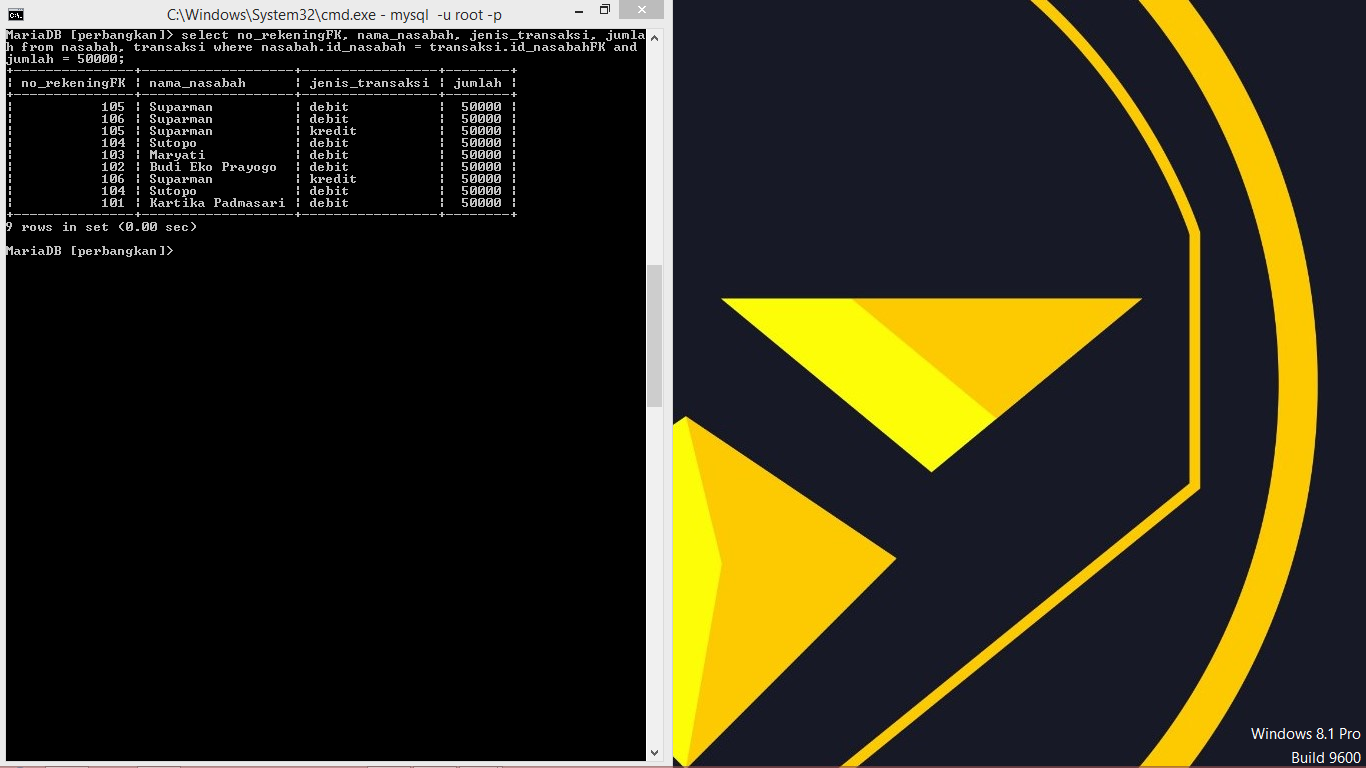 C:\Windows\System32\cmd.exe - mysql  -u root -p
MariaDB [perbangkan]> select no_rekeningFK, nama_nasabah, jenis_transaksi, jumla
h from nasabah, transaksi where nasabah.id_nasabah = transaksi.id_nasabahFK and
jumlah = 50000;
+---------------+-------------------+-----------------+--------+
| no_rekeningFK | nama_nasabah      | jenis_transaksi | jumlah |
+---------------+-------------------+-----------------+--------+
|           105 | Suparman          | debit           |  50000 |
|           106 | Suparman          | debit           |  50000 |
|           105 | Suparman          | kredit          |  50000 |
|           104 | Sutopo            | debit           |  50000 |
|           103 | Maryati           | debit           |  50000 |
|           102 | Budi Eko Prayogo  | debit           |  50000 |
|           106 | Suparman          | kredit          |  50000 |
|           104 | Sutopo            | debit           |  50000 |
|           101 | Kartika Padmasari | debit           |  50000 |
+---------------+-------------------+-----------------+--------+
9 rows in set (0.00 sec)
MariaDB [perbangkan]>
Windows 8.1 Pro
Build 9600